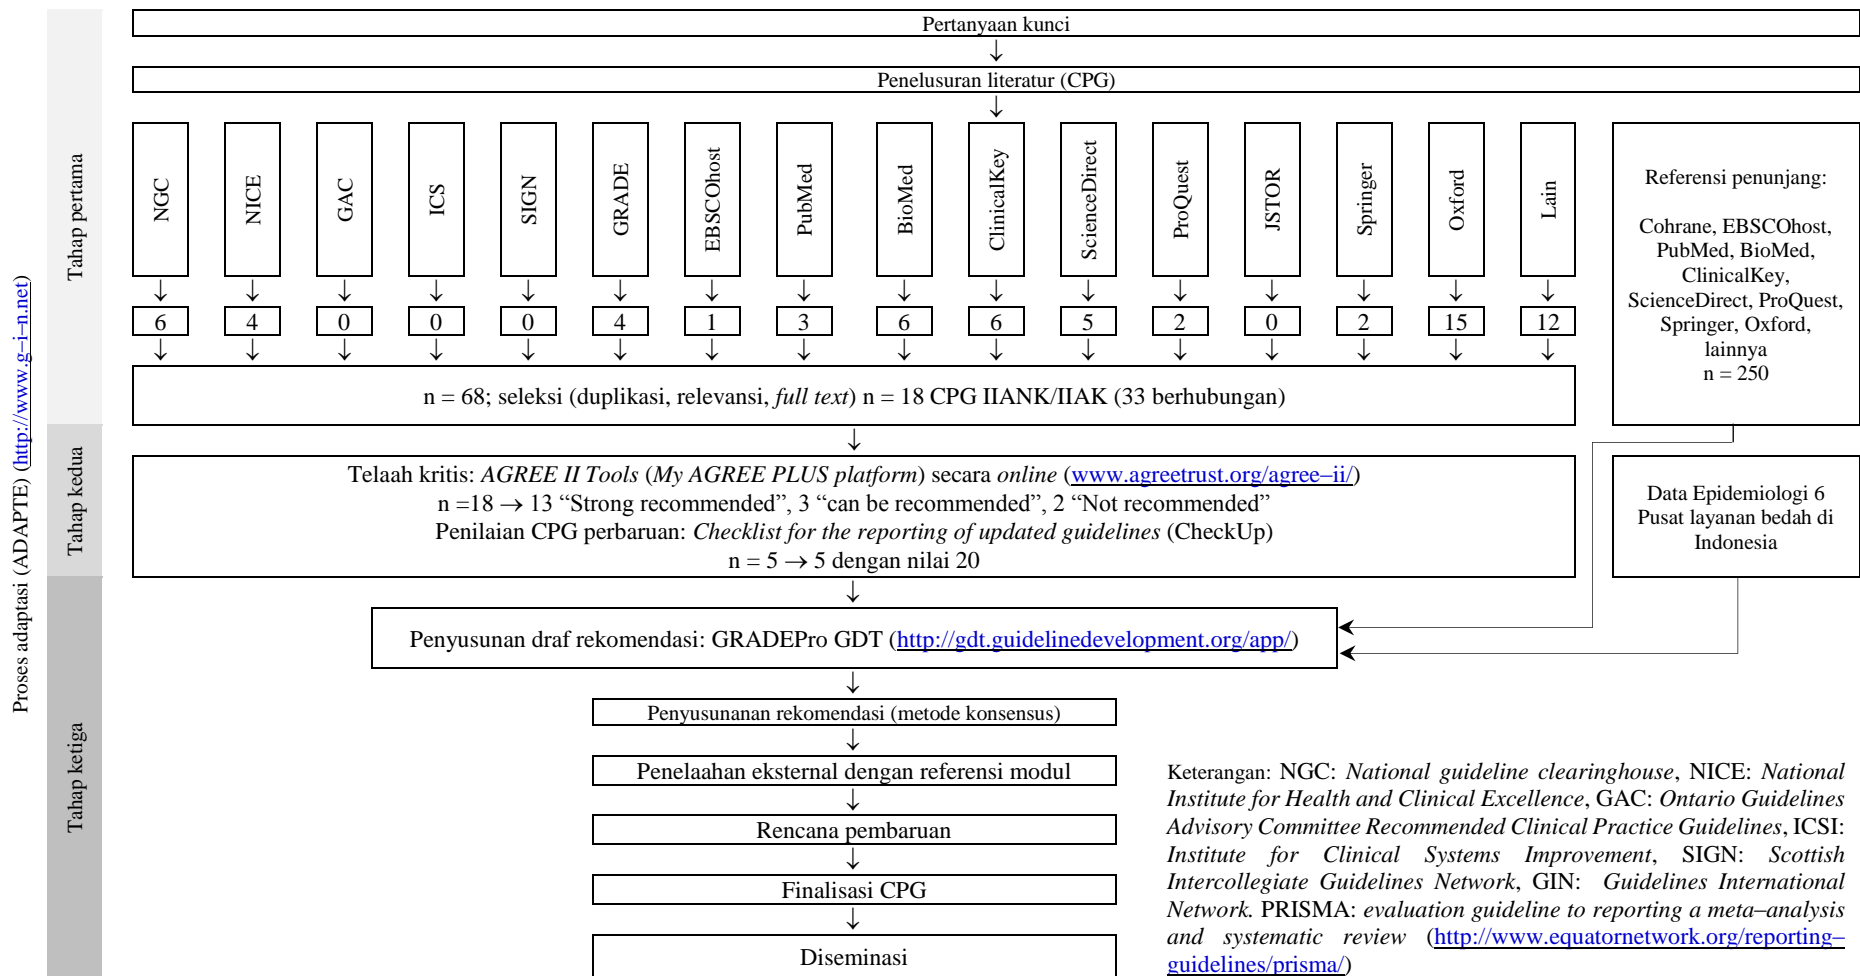 Proses adaptasi (ADAPTE) (http://www.g–i–n.net)
Tahap pertama
Tahap kedua
Tahap ketiga
Pertanyaan kunci
↓
Penelusuran literatur (CPG)
↓
NGC
NICE
GAC
ICS
SIGN
GRADE
EBSCOhost
PubMed
BioMed
ClinicalKey
ScienceDirect
ProQuest
JSTOR
Springer
Oxford
Lain
↓ ↓ ↓ ↓ ↓ ↓ ↓ ↓ ↓ ↓ ↓ ↓ ↓ ↓ ↓ ↓
6 4 0 0 0 4 1 3 6 6 5 2 0 2 15 12
↓ ↓ ↓ ↓ ↓ ↓ ↓ ↓ ↓ ↓ ↓ ↓ ↓ ↓ ↓ ↓
n = 68; seleksi (duplikasi, relevansi, full text) n = 18 CPG IIANK/IIAK (33 berhubungan)
Referensi penunjang:
Cohrane, EBSCOhost,
PubMed, BioMed,
ClinicalKey,
ScienceDirect, ProQuest,
Springer, Oxford,
lainnya
n = 250
↓
Telaah kritis: AGREE II Tools (My AGREE PLUS platform) secara online (www.agreetrust.org/agree–ii/)
n =18 → 13 “Strong recommended”, 3 “can be recommended”, 2 “Not recommended”
Penilaian CPG perbaruan: Checklist for the reporting of updated guidelines (CheckUp)
n = 5 → 5 dengan nilai 20
Data Epidemiologi 6
Pusat layanan bedah di
Indonesia
↓
Penyusunan draf rekomendasi: GRADEPro GDT (http://gdt.guidelinedevelopment.org/app/)
↓
Penyusunanan rekomendasi (metode konsensus)
↓
Penelaahan eksternal dengan referensi modul
↓
Rencana pembaruan
↓
Finalisasi CPG
↓
Diseminasi
Keterangan: NGC: National guideline clearinghouse, NICE: National
Institute for Health and Clinical Excellence, GAC: Ontario Guidelines
Advisory Committee Recommended Clinical Practice Guidelines, ICSI:
Institute for Clinical Systems Improvement, SIGN: Scottish
Intercollegiate Guidelines Network, GIN: Guidelines International
Network. PRISMA: evaluation guideline to reporting a meta–analysis
and systematic review (http://www.equatornetwork.org/reporting–
guidelines/prisma/)